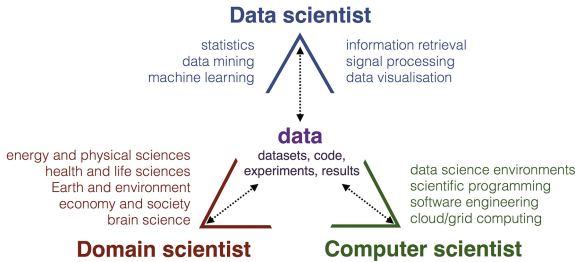 Data scientist
statistics
data mining
machine learning
information retrieval
signal processing
data visualisation
data
datasets, code,
experiments, results
energy and physical sciences
health and life sciences
Earth and environment
economy and society
brain science
data science environments
scientific programming
software engineering
cloud/grid computing
Domain scientist
Computer scientist